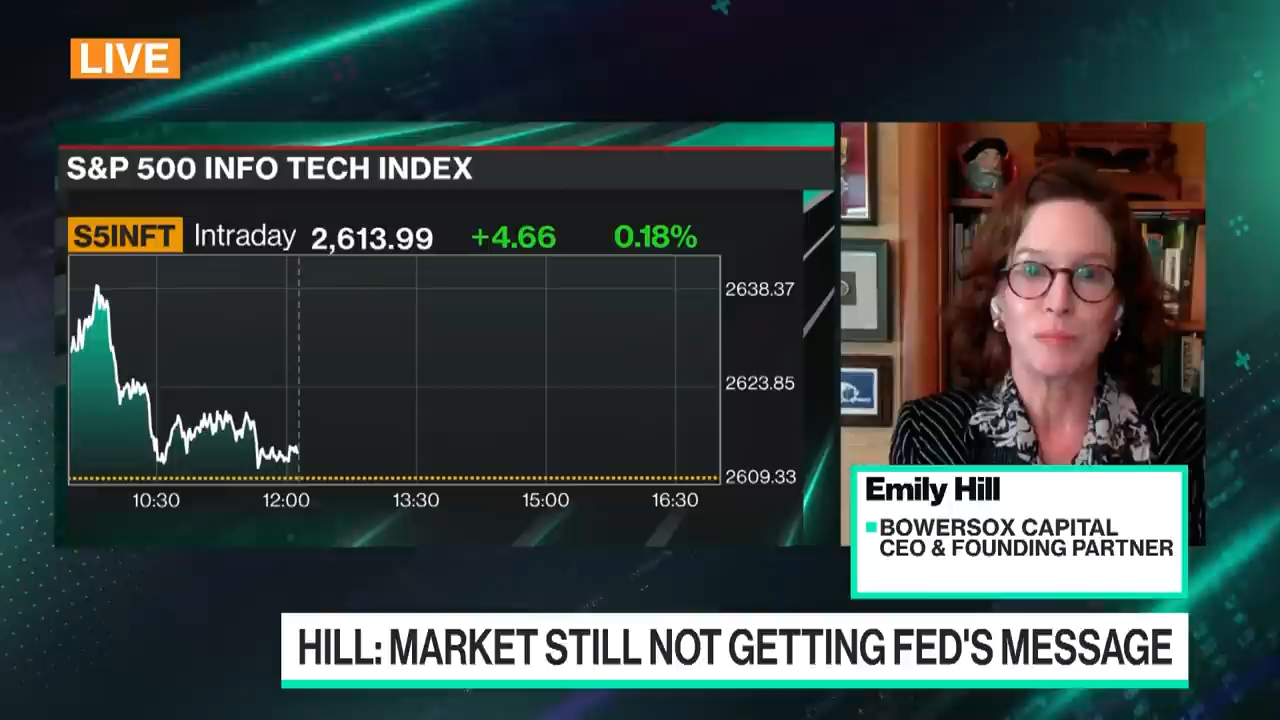 LIVE
S&P 500 INFO TECH INDEX
S5INFT Intraday 2,613.99 +4.66 0.18%
2638.37
2623.85
2609.33
10:30 12:00 13:30 15:00 16:30
Emily Hill
BOWERSOX CAPITAL
CEO & FOUNDING PARTNER
HILL: MARKET STILL NOT GETTING FED'S MESSAGE